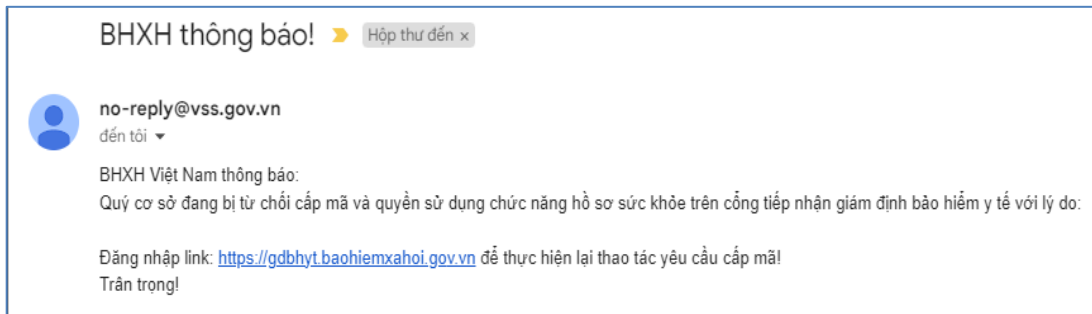 BHXH thông báo! Hộp thư đến x
no-reply@vss.gov.vn
đến tôi
BHXH Việt Nam thông báo:
Quý cơ sở đang bị từ chối cấp mã và quyền sử dụng chức năng hồ sơ sức khỏe trên cổng tiếp nhận giám định bảo hiểm y tế với lý do:
Đăng nhập link: https://gdbhyt.baohiemxahoi.gov.vn để thực hiện lại thao tác yêu cầu cấp mã!
Trân trọng!